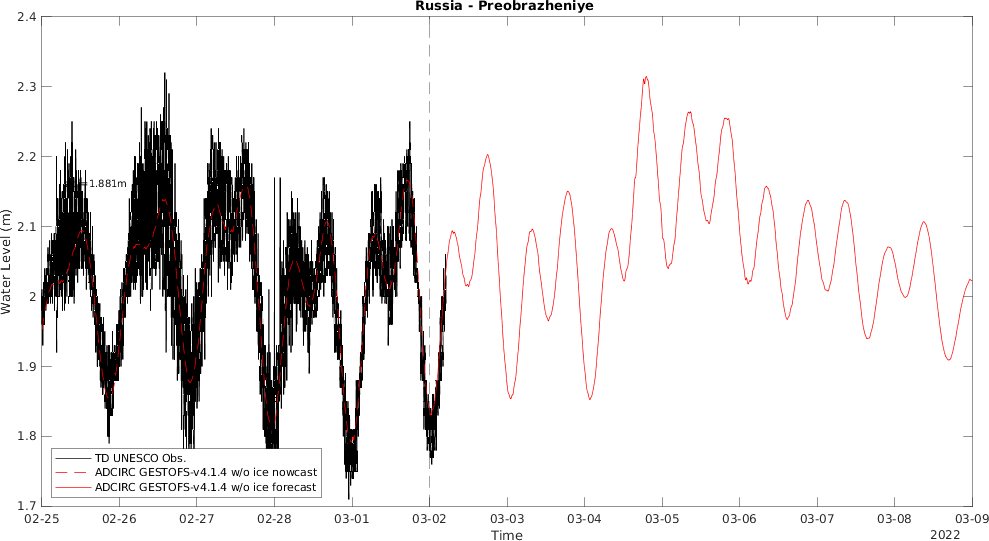 Russia - Preobrazheniye
2.4
2.3
2.2
2.1
2
1.9
1.8
1.7
Water Level (m)
=1.881m
TD UNESCO Obs.
ADCIRC GESTOFS-v4.1.4 w/o ice nowcast
ADCIRC GESTOFS-v4.1.4 w/o ice forecast
02-25 02-26 02-27 02-28 03-01 03-02 03-03 03-04 03-05 03-06 03-07 03-08 03-09
Time
2022